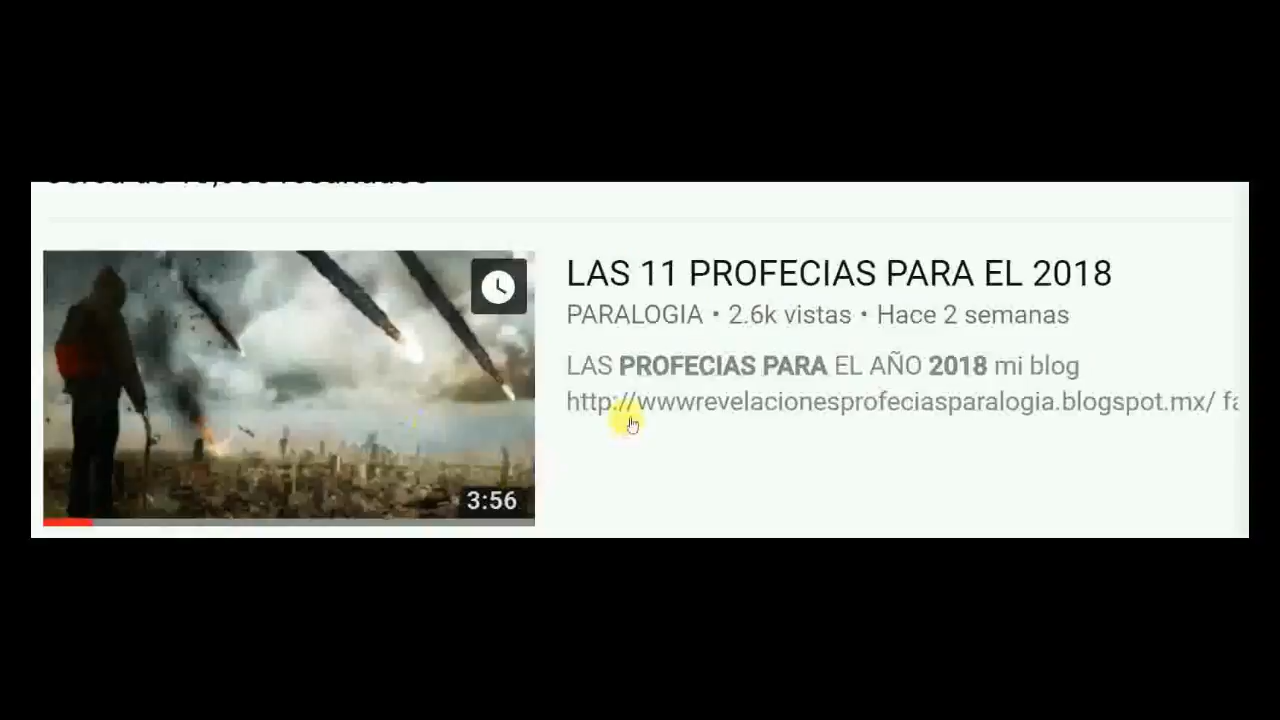 LAS 11 PROFECIAS PARA EL 2018
PARALOGIA • 2.6k vistas • Hace 2 semanas
LAS PROFECIAS PARA EL AÑO 2018 mi blog
http://wwwrevelacionesprofeciasparalogia.blogspot.mx/
3:56